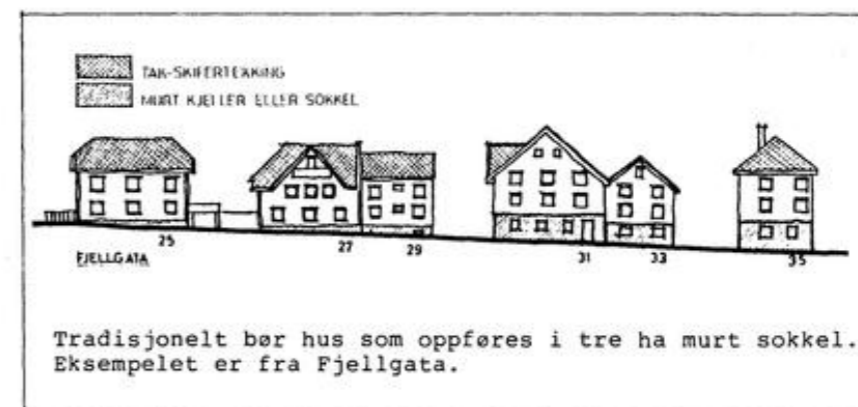 TAK-SKIFERTEKKING
MURT KJELLER ELLER SOKKEL
25
27
29
31
33
35
FJELLGATA
Tradisjonelt bør hus som oppføres i tre ha murt sokkel.
Eksempelet er fra Fjellgata.